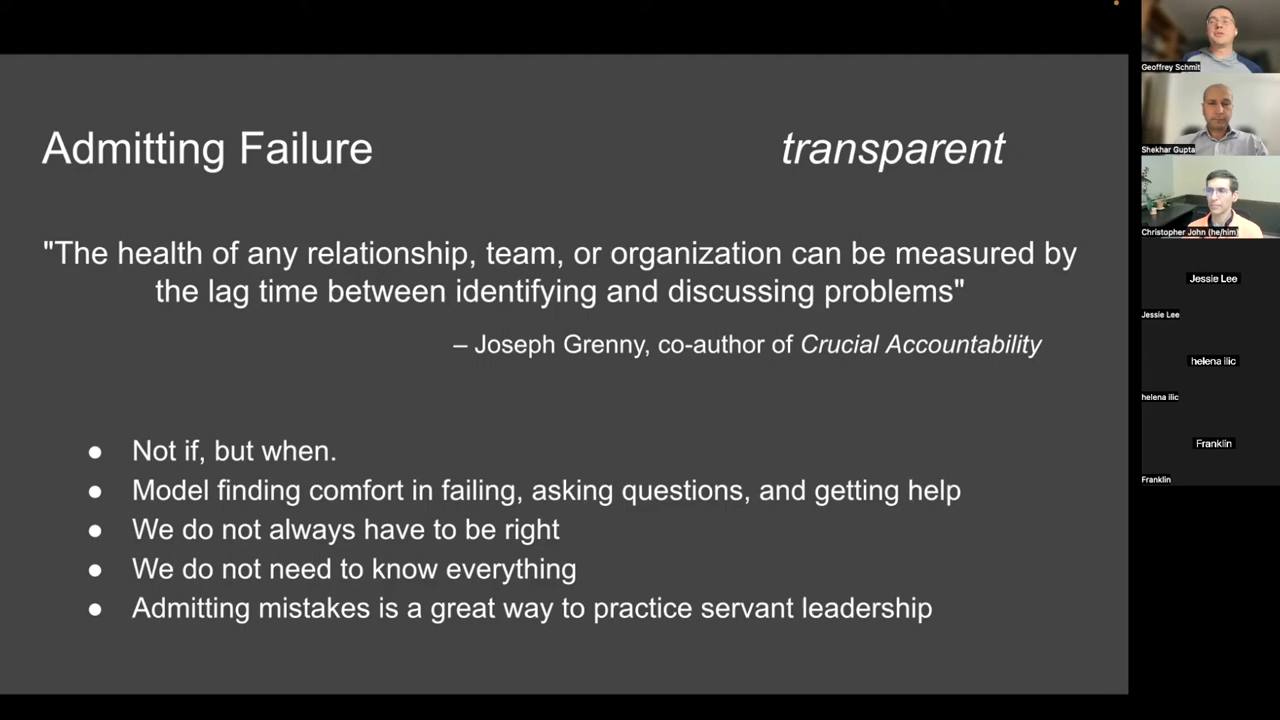 Admitting Failure
transparent
"The health of any relationship, team, or organization can be measured by
the lag time between identifying and discussing problems"
– Joseph Grenny, co-author of Crucial Accountability
● Not if, but when.
● Model finding comfort in failing, asking questions, and getting help
● We do not always have to be right
● We do not need to know everything
● Admitting mistakes is a great way to practice servant leadership
Geoffrey Schmit
Shekhar Gupta
Christopher John (he/him)
Jessie Lee
Jessie Lee
helena ilic
helena ilic
Franklin
Franklin